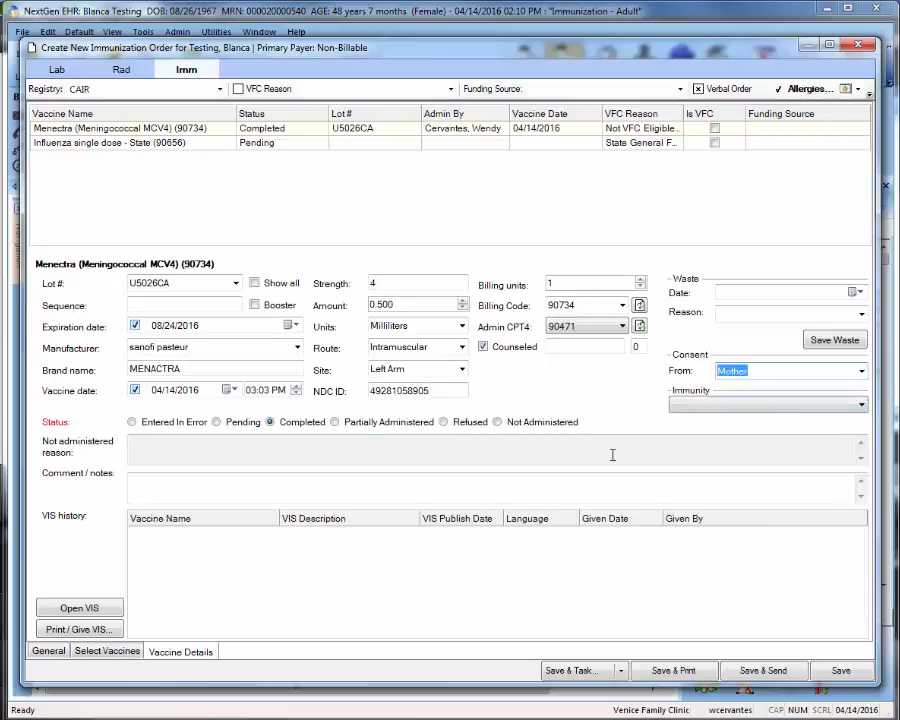 NextGen EHR: Blanca Testing DOB: 08/26/1967 MRN: 000020000540 AGE: 48 years 7 months (Female) - 04/14/2016 02:10 PM : "Immunization - Adult"
File Edit Default View Tools Admin Utilities Window Help
Create New Immunization Order for Testing, Blanca | Primary Payer: Non-Billable
Lab Rad Imm
Registry: CAIR VFC Reason Funding Source: Verbal Order Allergies...
Vaccine Name Status Lot # Admin By Vaccine Date VFC Reason Is VFC Funding Source
Menectra (Meningococcal MCV4) (90734) Completed U5026CA Cervantes, Wendy 04/14/2016 Not VFC Eligible...
Influenza single dose - State (90656) Pending State General F...
Menectra (Meningococcal MCV4) (90734)
Lot #: U5026CA Show all Strength: 4 Billing units: 1 Waste
Date:
Sequence: Booster Amount: 0.500 Billing Code: 90734 Reason:
Expiration date: 08/24/2016 Units: Milliliters Admin CPT4: 90471
Save Waste
Manufacturer: sanofi pasteur Route: Intramuscular Counseled 0
Consent
Brand name: MENACTRA Site: Left Arm From: Mother
Vaccine date: 04/14/2016 03:03 PM NDC ID: 49281058905 Immunity
Status: Entered In Error Pending Completed Partially Administered Refused Not Administered
Not administered
reason:
Comment / notes:
VIS history: Vaccine Name VIS Description VIS Publish Date Language Given Date Given By
Open VIS
Print / Give VIS...
General Select Vaccines Vaccine Details
Save & Task... Save & Print Save & Send Save
Ready Venice Family Clinic wcervantes CAP NUM SCRL 04/14/2016